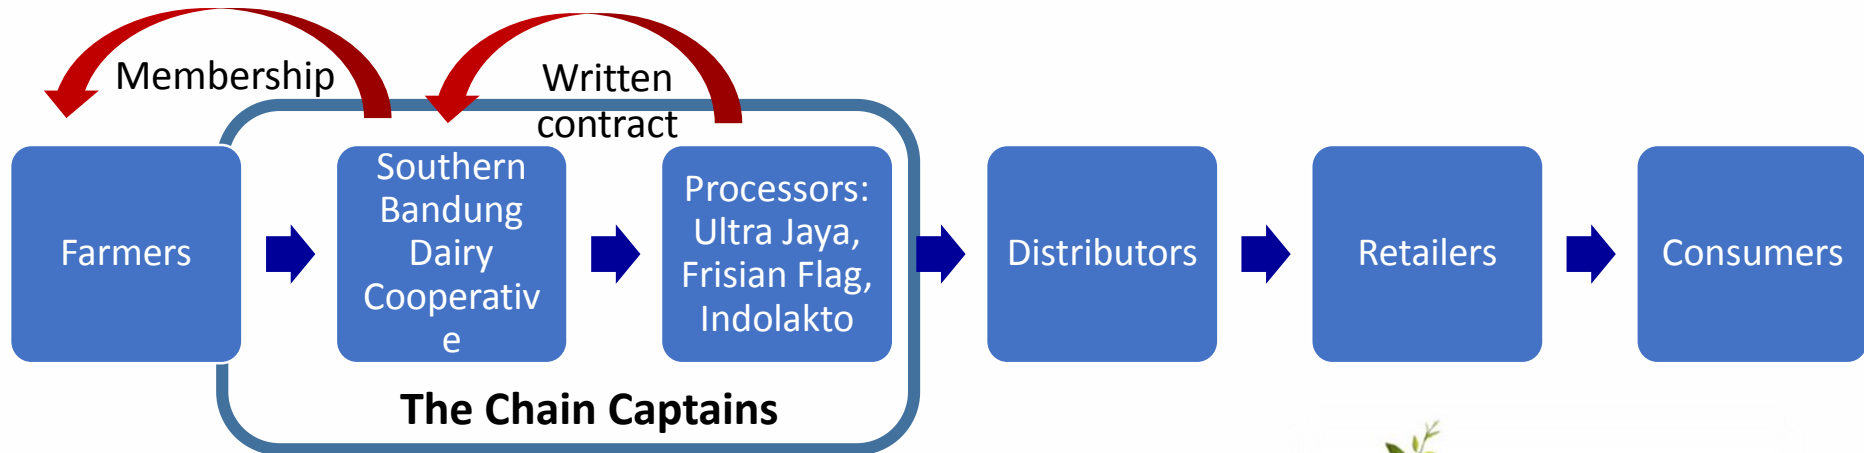 Membership
Written
contract
Farmers
Southern
Bandung
Dairy
Cooperativ
e
Processors:
Ultra Jaya,
Frisian Flag,
Indolakto
Distributors
Retailers
Consumers
The Chain Captains